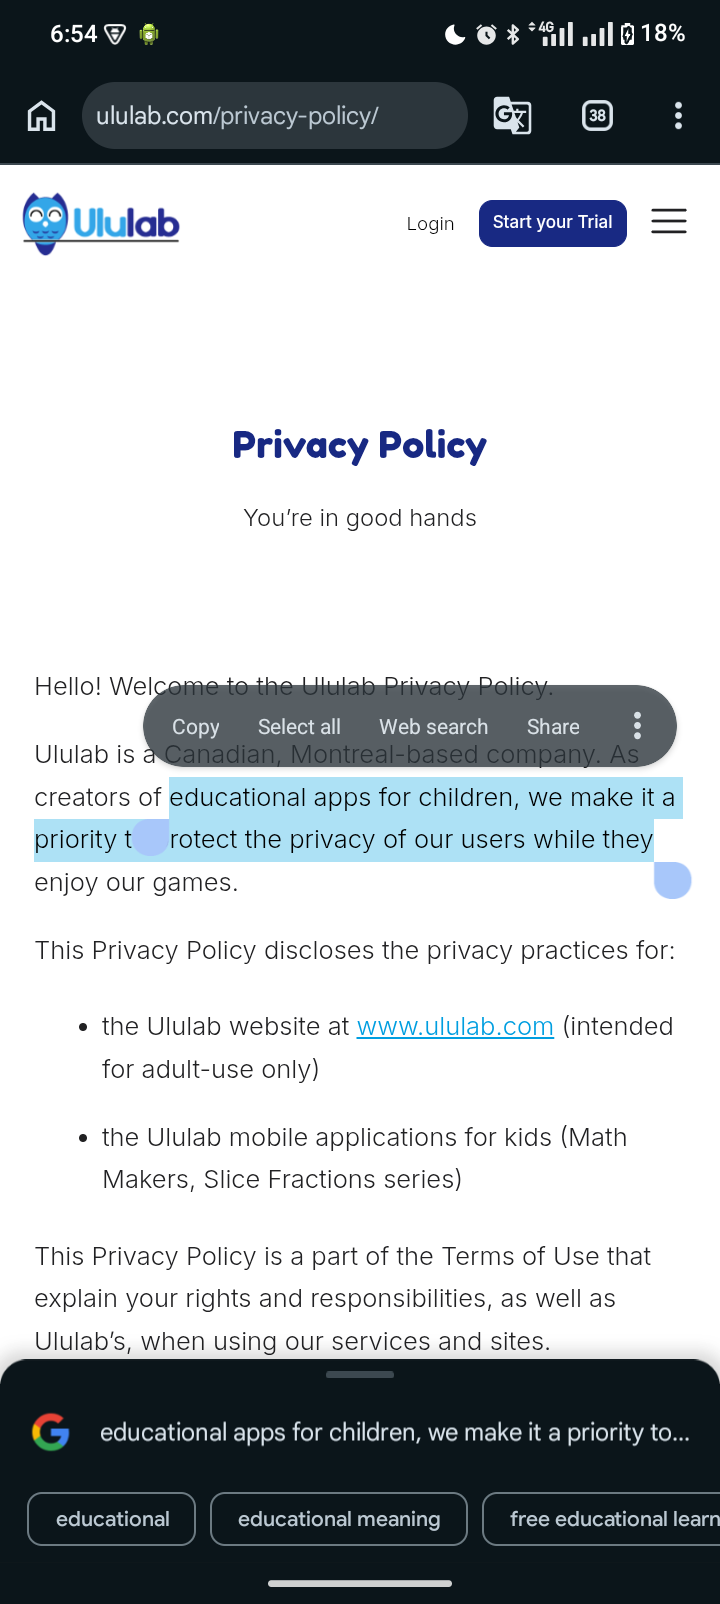 6:54 4G 18%
ululab.com/privacy-policy/ 38
Ululab Login Start your Trial
Privacy Policy
You’re in good hands
Hello! Welcome to the Ululab Privacy Policy.
Copy Select all Web search Share
Ululab is a Canadian, Montreal-based company. As
creators of educational apps for children, we make it a
priority t rotect the privacy of our users while they
enjoy our games.
This Privacy Policy discloses the privacy practices for:
• the Ululab website at www.ululab.com (intended
for adult-use only)
• the Ululab mobile applications for kids (Math
Makers, Slice Fractions series)
This Privacy Policy is a part of the Terms of Use that
explain your rights and responsibilities, as well as
Ululab’s, when using our services and sites.
educational apps for children, we make it a priority to...
educational educational meaning free educational learn